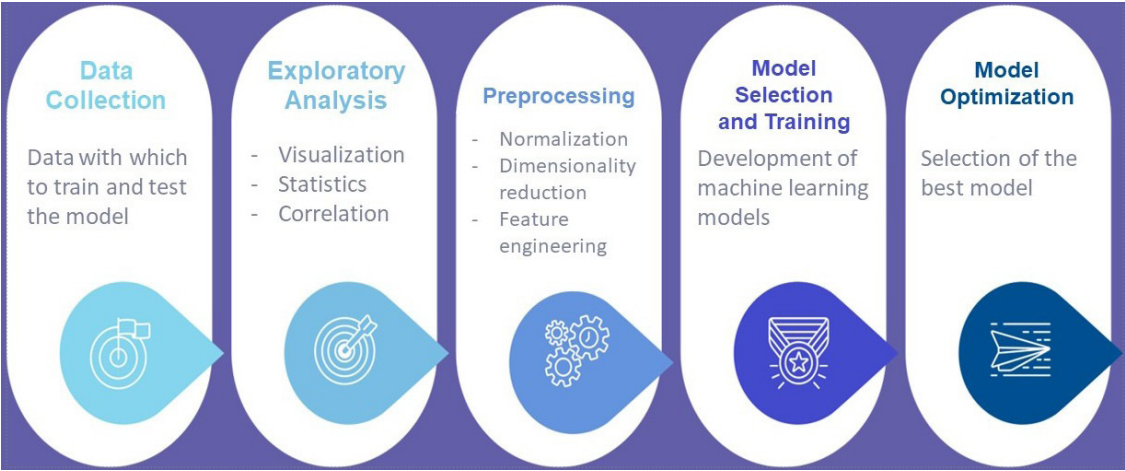 Data
Collection
Data with which
to train and test
the model
Exploratory
Analysis
- Visualization
- Statistics
- Correlation
Preprocessing
- Normalization
- Dimensionality
reduction
- Feature
engineering
Model
Selection
and Training
Development of
machine learning
models
Model
Optimization
Selection of the
best model